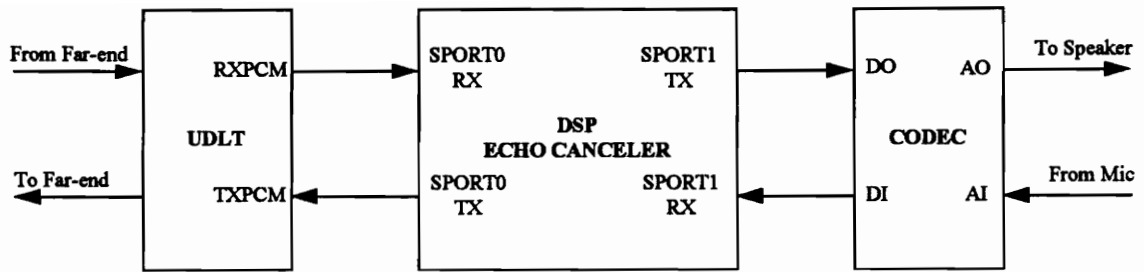 From Far-end
RXPCM
SPORT0
RX
SPORT1
TX
DO
AO
To Speaker
UDLT
DSP
ECHO CANCELER
CODEC
To Far-end
TXPCM
SPORT0
TX
SPORT1
RX
DI
AI
From Mic